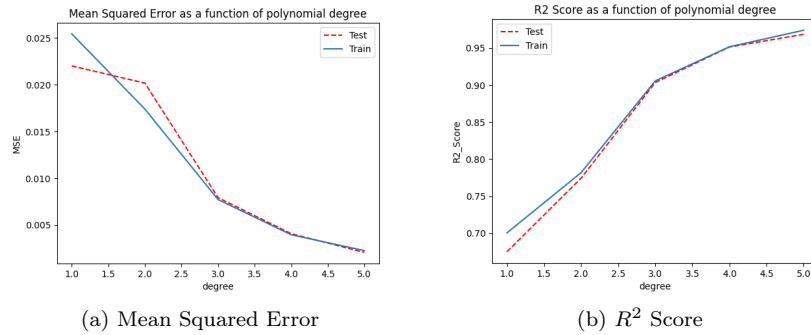 Mean Squared Error as a function of polynomial degree
Test
Train
0.025
0.020
0.015
0.010
0.005
MSE
1.0 1.5 2.0 2.5 3.0 3.5 4.0 4.5 5.0
degree
(a) Mean Squared Error
R2 Score as a function of polynomial degree
Test
Train
0.95
0.90
0.85
0.80
0.75
0.70
R2_Score
1.0 1.5 2.0 2.5 3.0 3.5 4.0 4.5 5.0
degree
(b) R² Score